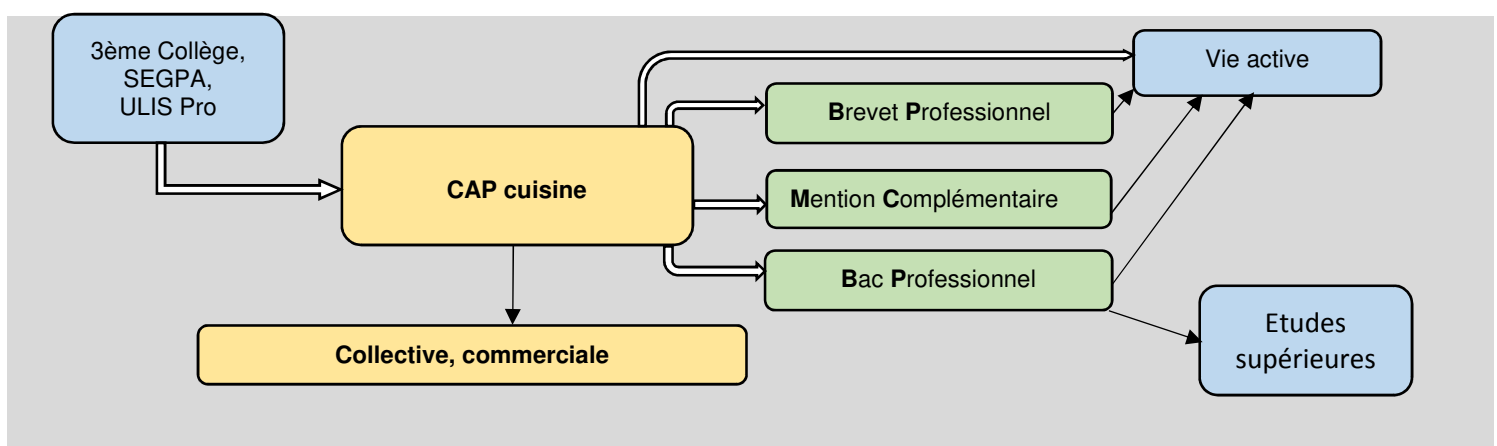 3ème Collège,
SEGPA,
ULIS Pro
Vie active
Brevet Professionnel
CAP cuisine
Mention Complémentaire
Bac Professionnel
Collective, commerciale
Etudes
supérieures